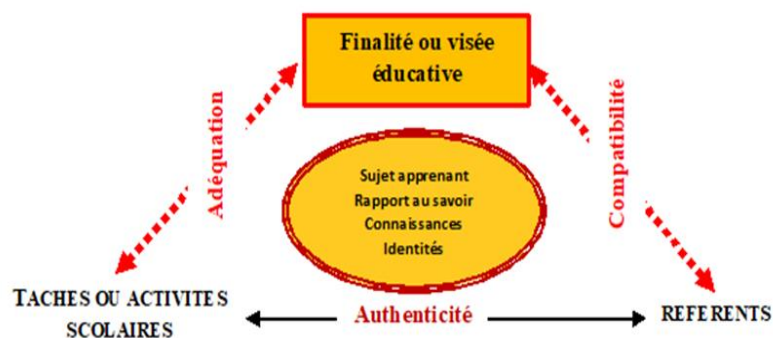 Finalité ou visée
éducative
Adéquation
Compatibilité
Sujet apprenant
Rapport au savoir
Connaissances
Identités
TACHES OU ACTIVITES
SCOLAIRES
Authenticité
REFERENTS